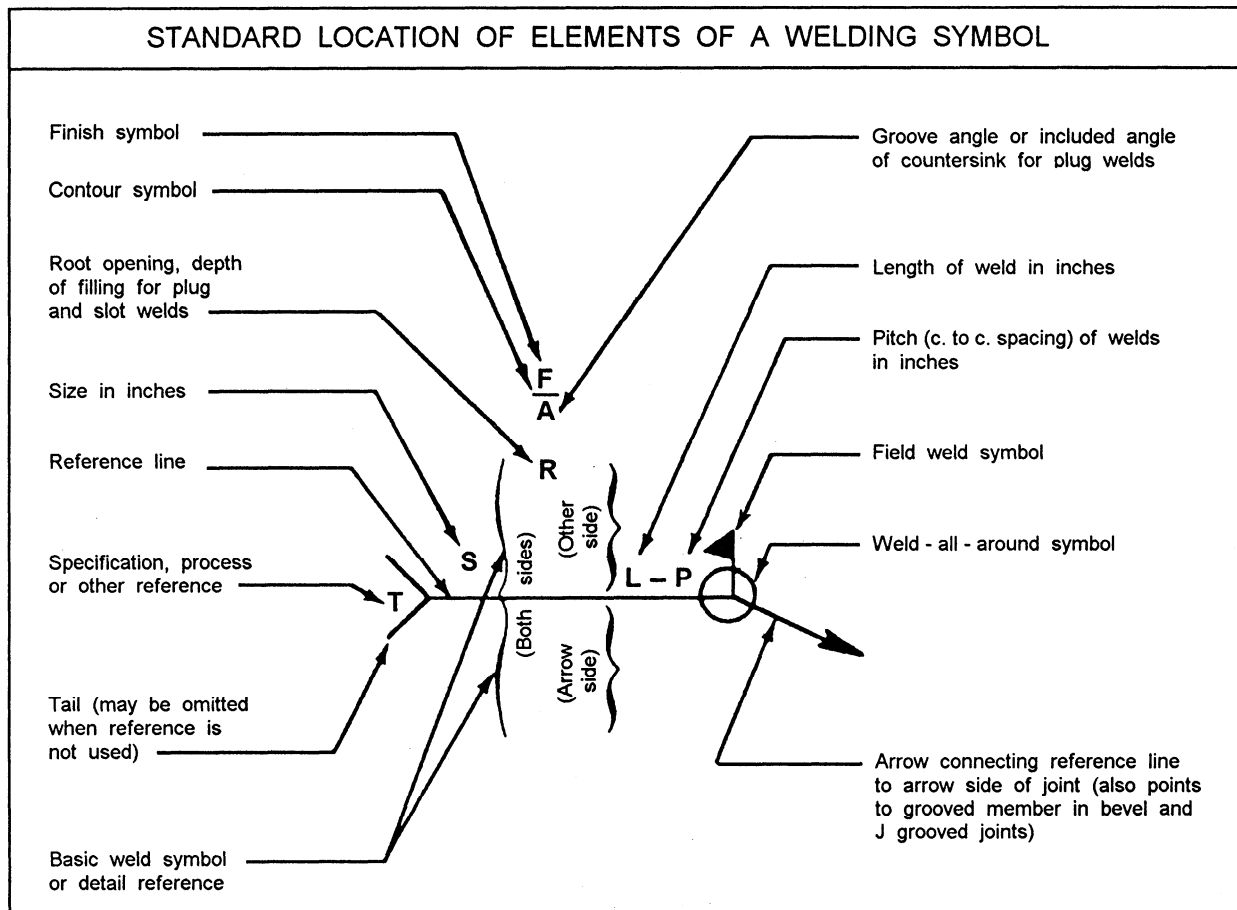 STANDARD LOCATION OF ELEMENTS OF A WELDING SYMBOL
Finish symbol
Contour symbol
Root opening, depth
of filling for plug
and slot welds
Size in inches
Reference line
Specification, process
or other reference
Tail (may be omitted
when reference is
not used)
Basic weld symbol
or detail reference
F
A
R
S
T
(Both sides)
(Other
side)
(Arrow
side)
L – P
Groove angle or included angle
of countersink for plug welds
Length of weld in inches
Pitch (c. to c. spacing) of welds
in inches
Field weld symbol
Weld - all - around symbol
Arrow connecting reference line
to arrow side of joint (also points
to grooved member in bevel and
J grooved joints)